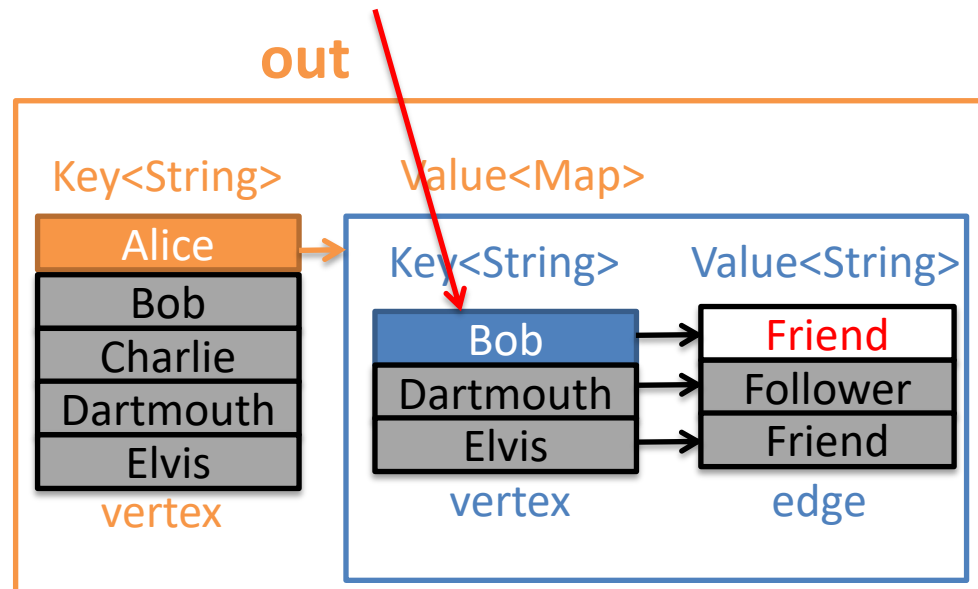 out
Key<String>
Value<Map>
Alice
Bob
Charlie
Dartmouth
Elvis
vertex
Key<String>
Value<String>
Bob
Friend
Dartmouth
Follower
Elvis
Friend
vertex
edge